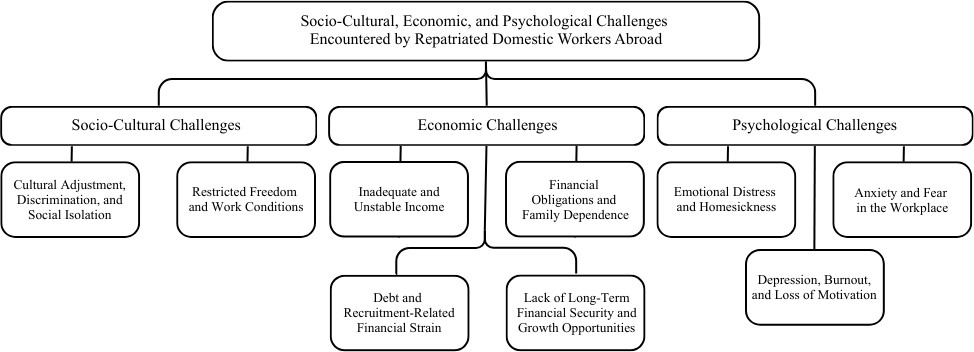 Socio-Cultural, Economic, and Psychological Challenges
Encountered by Repatriated Domestic Workers Abroad
Socio-Cultural Challenges
Economic Challenges
Psychological Challenges
Cultural Adjustment,
Discrimination, and
Social Isolation
Restricted Freedom
and Work Conditions
Inadequate and
Unstable Income
Financial
Obligations and
Family Dependence
Emotional Distress
and Homesickness
Anxiety and Fear
in the Workplace
Debt and
Recruitment-Related
Financial Strain
Lack of Long-Term
Financial Security and
Growth Opportunities
Depression, Burnout,
and Loss of Motivation